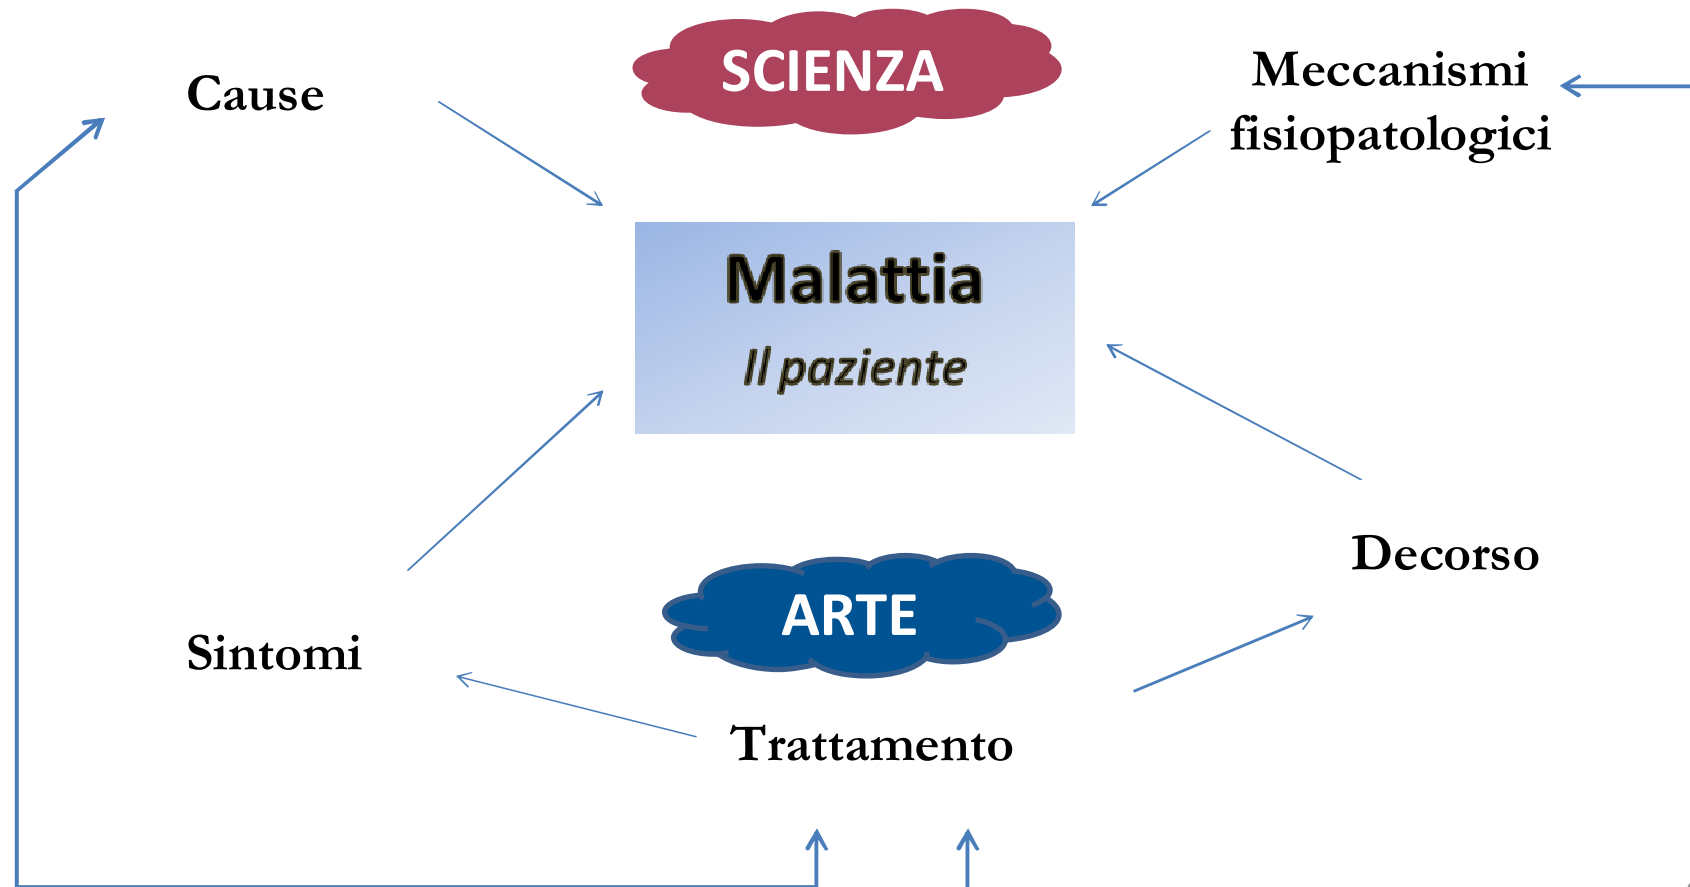 SCIENZA
Cause
Meccanismi
fisiopatologici
Malattia
Il paziente
Decorso
ARTE
Sintomi
Trattamento